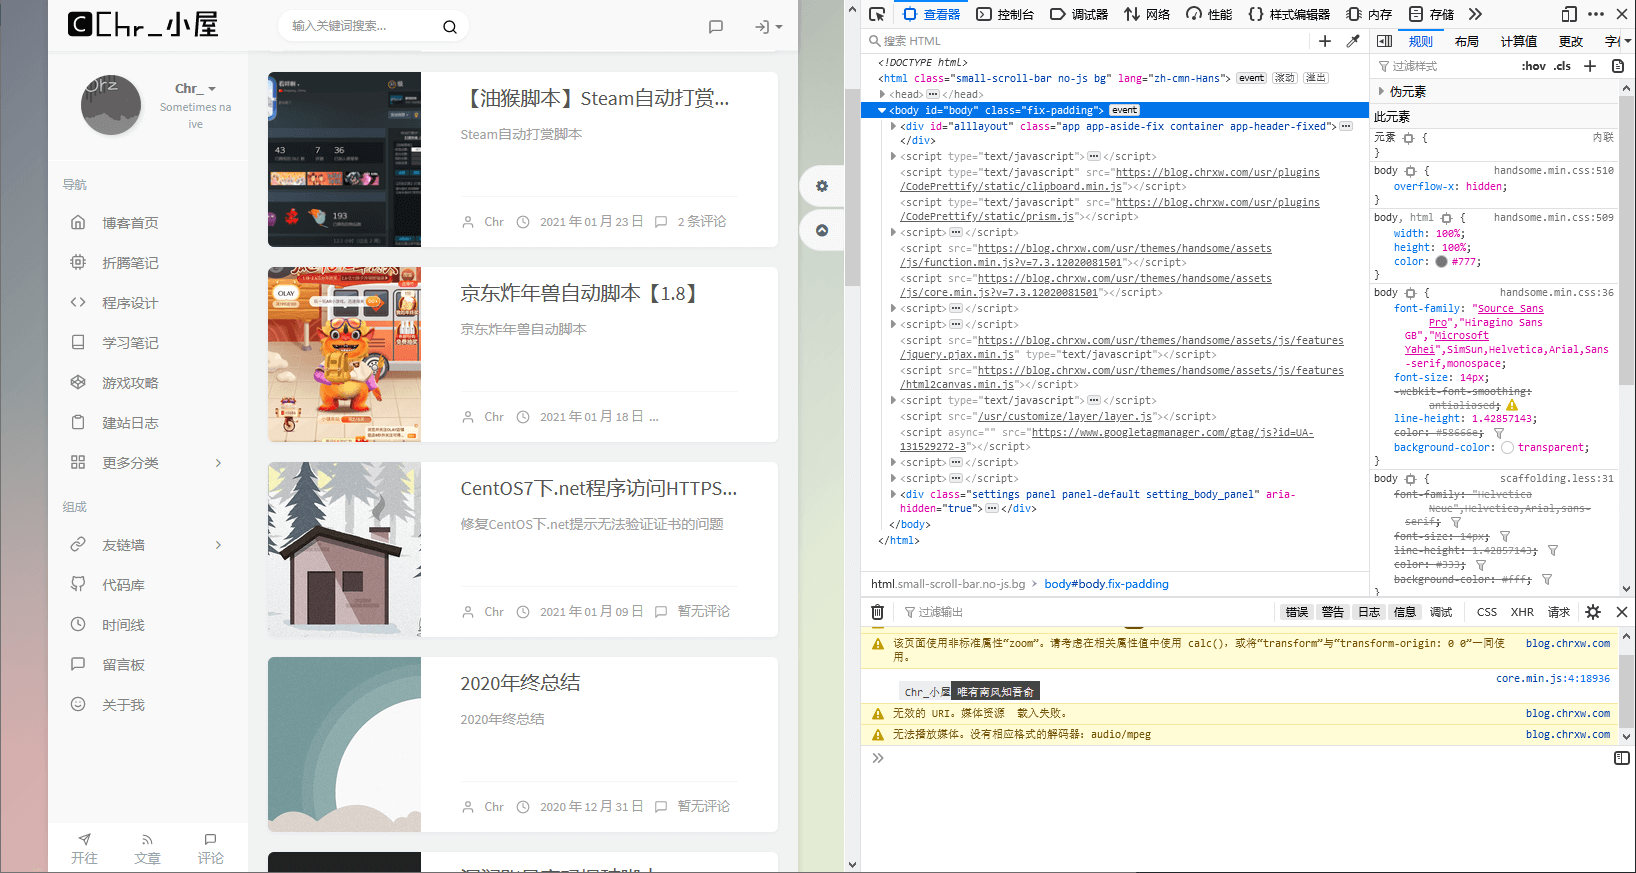 Chr_小屋
输入关键词搜索...
Chr_
Sometimes na
ive
导航
博客首页
折腾笔记
程序设计
学习笔记
游戏攻略
建站日志
更多分类
组成
友链墙
代码库
时间线
留言板
关于我
开往
文章
评论
【油猴脚本】Steam自动打赏...
Steam自动打赏脚本
Chr 2021 年 01 月 23 日 2 条评论
京东炸年兽自动脚本【1.8】
京东炸年兽自动脚本
Chr 2021 年 01 月 18 日 ...
CentOS7下.net程序访问HTTPS...
修复CentOS下.net提示无法验证证书的问题
Chr 2021 年 01 月 09 日 暂无评论
2020年终总结
2020年终总结
Chr 2020 年 12 月 31 日 暂无评论
43 7 36
193
OLAY
查看器 控制台 调试器 网络 性能 样式编辑器 内存 存储
搜索 HTML
<!DOCTYPE html>
<html class="small-scroll-bar no-js bg" lang="zh-cmn-Hans"> event 滚动 溢出
<head> ••• </head>
<body id="body" class="fix-padding"> event
<div id="alllayout" class="app app-aside-fix container app-header-fixed"> •••
</div>
<script type="text/javascript"> ••• </script>
<script type="text/javascript" src="https://blog.chrxw.com/usr/plugins
/CodePrettify/static/clipboard.min.js"></script>
<script type="text/javascript" src="https://blog.chrxw.com/usr/plugins
/CodePrettify/static/prism.js"></script>
<script> ••• </script>
<script src="https://blog.chrxw.com/usr/themes/handsome/assets
/js/function.min.js?v=7.3.12020081501"></script>
<script src="https://blog.chrxw.com/usr/themes/handsome/assets
/js/core.min.js?v=7.3.12020081501"></script>
<script> ••• </script>
<script> ••• </script>
<script src="https://blog.chrxw.com/usr/themes/handsome/assets/js/features
/jquery.pjax.min.js" type="text/javascript"></script>
<script src="https://blog.chrxw.com/usr/themes/handsome/assets/js/features
/html2canvas.min.js"></script>
<script type="text/javascript"> ••• </script>
<script src="/usr/customize/layer/layer.js"></script>
<script async="" src="https://www.googletagmanager.com/gtag/js?id=UA-
131529272-3"></script>
<script> ••• </script>
<script> ••• </script>
<div class="settings panel panel-default setting_body_panel" aria-
hidden="true"> ••• </div>
</body>
</html>
html.small-scroll-bar.no-js.bg > body#body.fix-padding
规则 布局 计算值 更改 字
过滤样式 :hov .cls
伪元素
此元素
元素 { 内联
}
body { handsome.min.css:510
overflow-x: hidden;
}
body, html { handsome.min.css:509
width: 100%;
height: 100%;
color: #777;
}
body { handsome.min.css:36
font-family: "Source Sans
Pro","Hiragino Sans
GB","Microsoft
Yahei",SimSun,Helvetica,Arial,Sans
-serif,monospace;
font-size: 14px;
-webkit-font-smoothing:
antialiased;
line-height: 1.42857143;
color: #58666e;
background-color: transparent;
}
body { scaffolding.less:31
font-family: "Helvetica
Neue",Helvetica,Arial,sans-
serif;
font-size: 14px;
line-height: 1.42857143;
color: #333;
background-color: #fff;
}
过滤输出 错误 警告 日志 信息 调试 CSS XHR 请求
该页面使用非标准属性“zoom”。请考虑在相关属性值中使用 calc()，或将“transform”与“transform-origin: 0 0”一同使 blog.chrxw.com
用。
core.min.js:4:18936
Chr_小屋 唯有南风知吾俞
无效的 URI。媒体资源 载入失败。 blog.chrxw.com
无法播放媒体。没有相应格式的解码器：audio/mpeg blog.chrxw.com